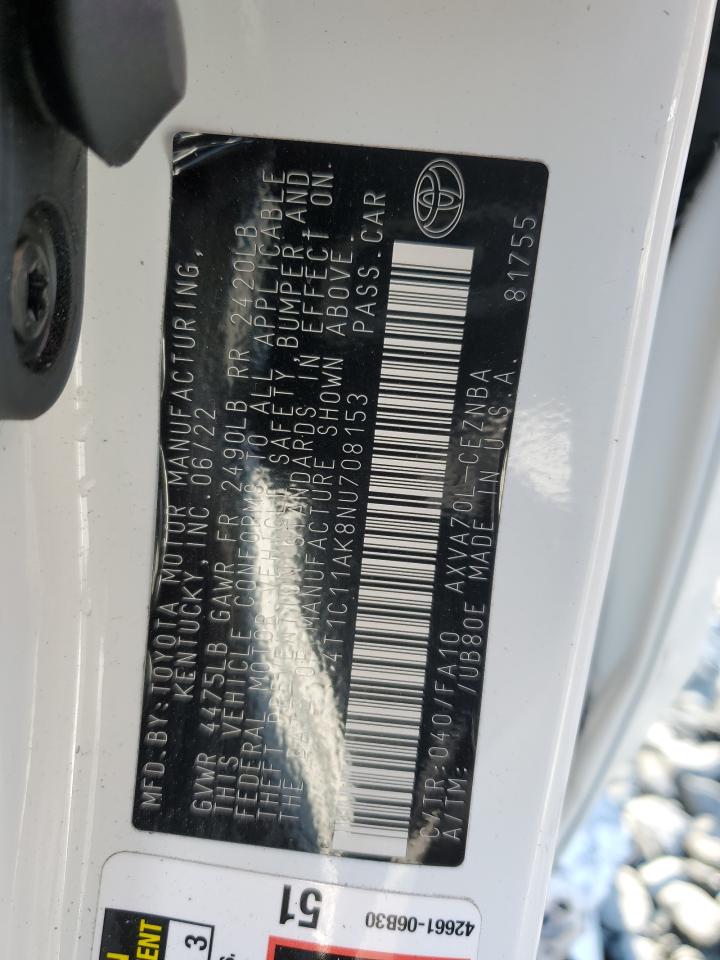 MFD. BY: TOYOTA MOTOR MANUFACTURING,
KENTUCKY, INC. 06/22
GVWR 4475LB GAWR FR 2490LB RR 2420LB
THIS VEHICLE CONFORMS TO ALL APPLICABLE
FEDERAL MOTOR VEHICLE SAFETY, BUMPER, AND
THEFT PREVENTION STANDARDS IN EFFECT ON
THE DATE OF MANUFACTURE SHOWN ABOVE.
4T1C11AK8NU708153 PASS. CAR
C/TR: 040/FA10 AXVA70L-CEZNBA
A/TM: /UB80E MADE IN U.S.A. 81755
51
42661-06B30
3